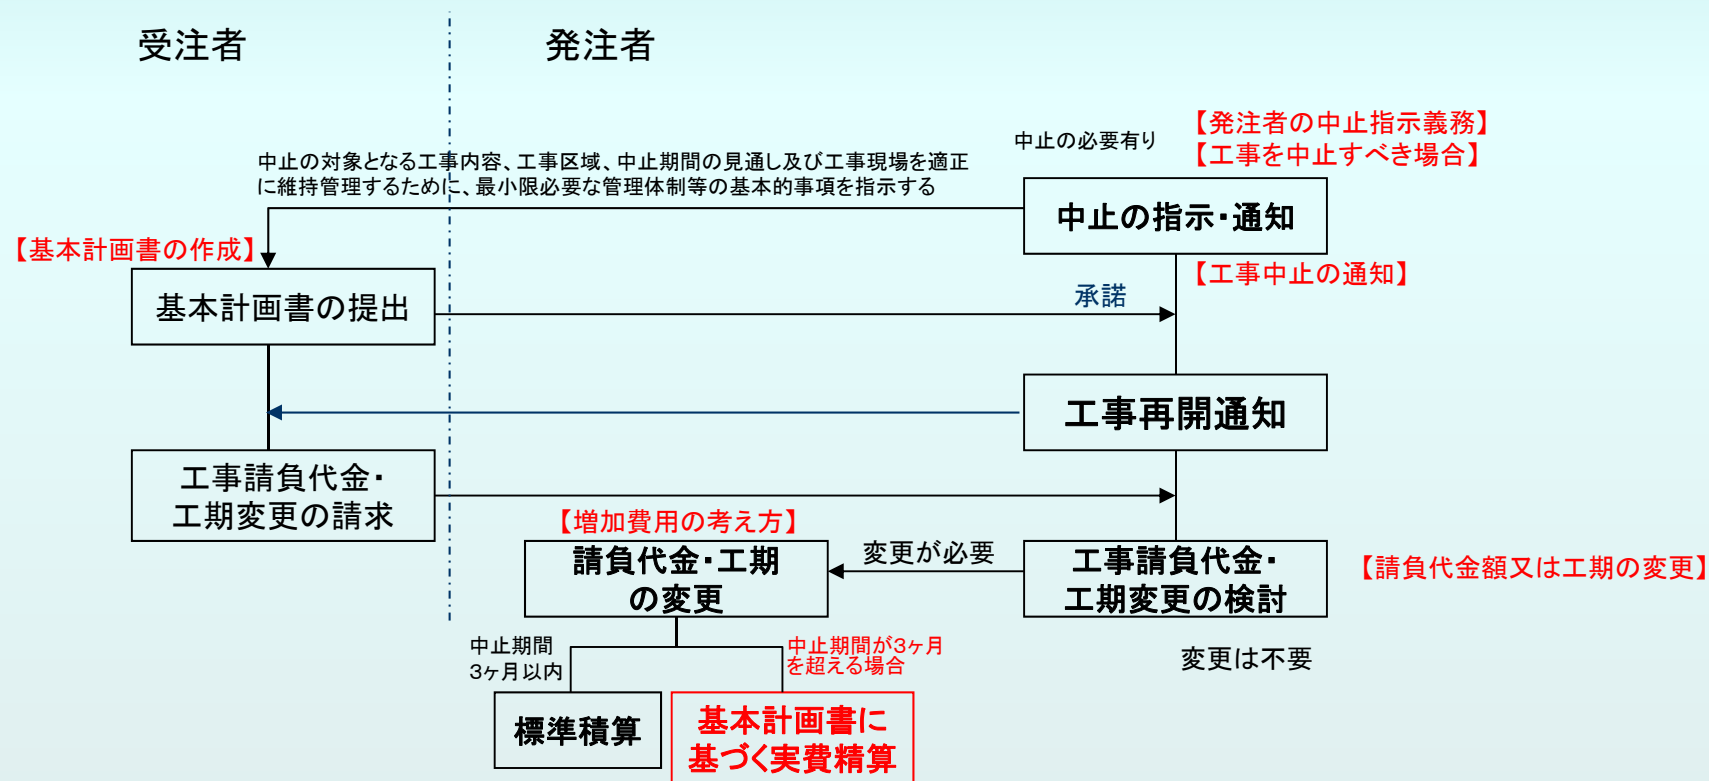 受注者
発注者
中止の必要有り
【発注者の中止指示義務】
【工事を中止すべき場合】
中止の対象となる工事内容、工事区域、中止期間の見通し及び工事現場を適正
に維持管理するために、最小限必要な管理体制等の基本的事項を指示する
中止の指示・通知
【基本計画書の作成】
【工事中止の通知】
基本計画書の提出
承諾
工事再開通知
工事請負代金・
工期変更の請求
【増加費用の考え方】
請負代金・工期
の変更
変更が必要
工事請負代金・
工期変更の検討
【請負代金額又は工期の変更】
中止期間
3ヶ月以内
中止期間が3ヶ月
を超える場合
変更は不要
標準積算
基本計画書に
基づく実費精算